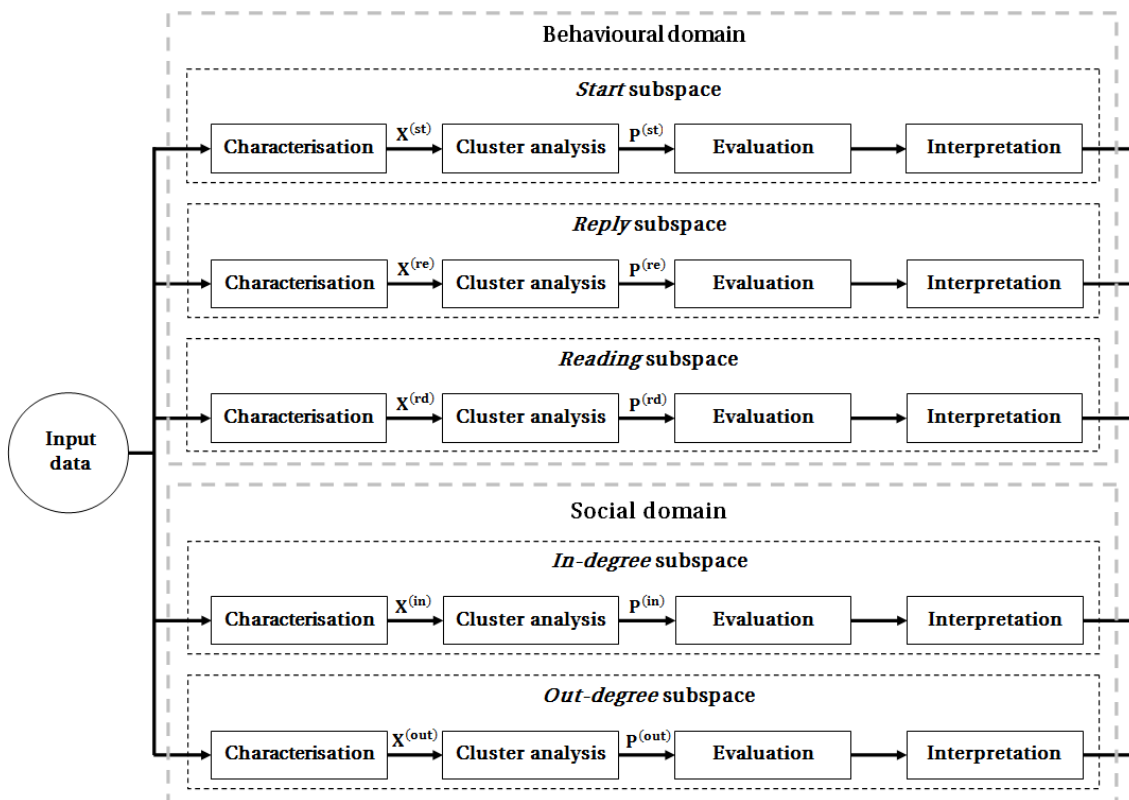 Behavioural domain
Start subspace
X(st) P(st)
Characterisation Cluster analysis Evaluation Interpretation
Reply subspace
X(re) P(re)
Characterisation Cluster analysis Evaluation Interpretation
Reading subspace
X(rd) P(rd)
Characterisation Cluster analysis Evaluation Interpretation
Input
data
Social domain
In-degree subspace
X(in) P(in)
Characterisation Cluster analysis Evaluation Interpretation
Out-degree subspace
X(out) P(out)
Characterisation Cluster analysis Evaluation Interpretation